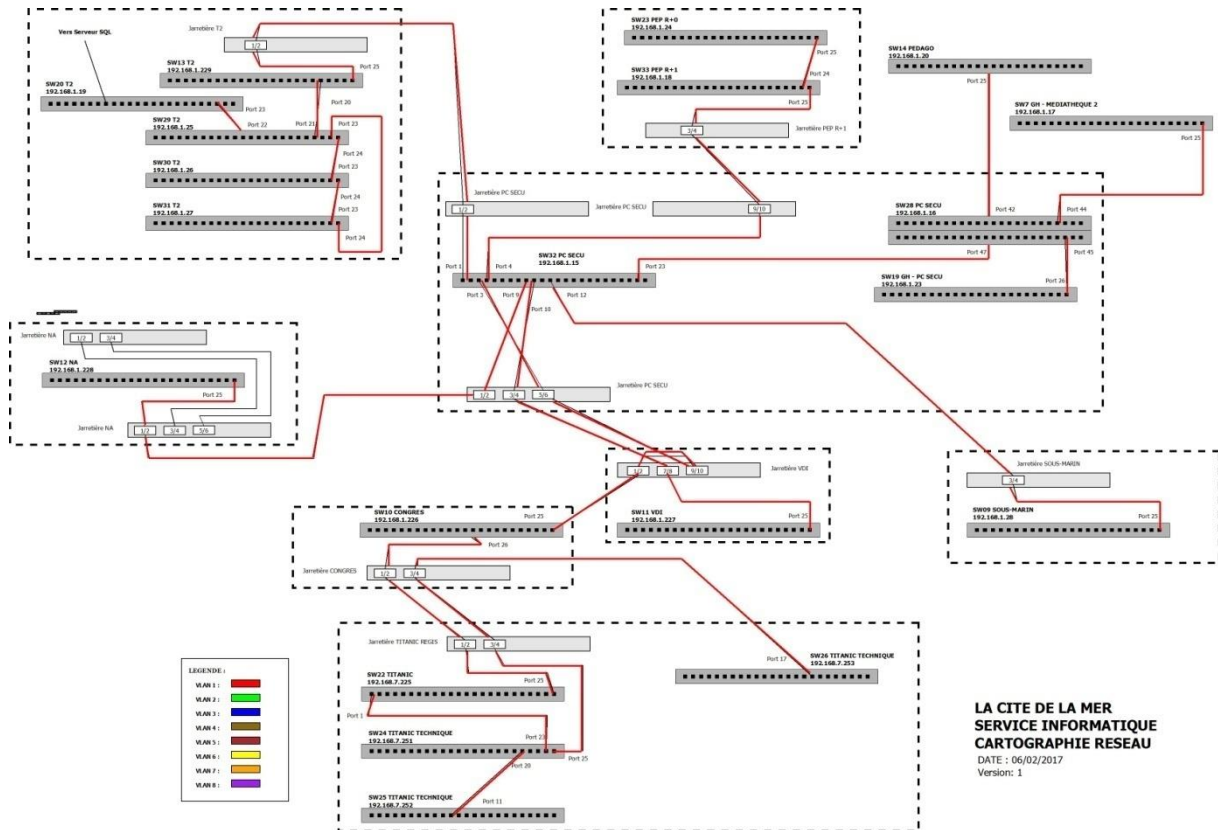 Vers Serveur SQL
Jarretière T2
1/2
Port 25
SW13 T2
192.168.1.229
SW20 T2
192.168.1.19
Port 20
Port 23
Port 22
Port 21
Port 23
SW29 T2
192.168.1.25
Port 24
Port 23
SW30 T2
192.168.1.26
Port 24
Port 23
SW31 T2
192.168.1.27
Port 24
SW23 PEP R+0
192.168.1.24
Port 25
SW33 PEP R+1
192.168.1.18
Port 24
Port 25
3/4
Jarretière PEP R+1
SW14 PEDAGO
192.168.1.20
Port 25
SW7 GH - MEDIATHEQUE 2
192.168.1.17
Port 25
Jarretière PC SECU
1/2
Jarretière PC SECU
9/10
SW28 PC SECU
192.168.1.16
Port 42
Port 44
Port 47
Port 45
SW32 PC SECU
192.168.1.15
Port 1
Port 4
Port 23
Port 3
Port 9
Port 12
Port 10
SW19 GH - PC SECU
192.168.1.23
Port 26
Jarretière PC SECU
1/2
3/4
5/6
Jarretière NA
1/2
3/4
SW12 NA
192.168.1.228
Port 25
Jarretière NA
1/2
3/4
5/6
1/2
7/8
9/10
Jarretière VDI
SW11 VDI
192.168.1.227
Port 25
Jarretière SOUS-MARIN
3/4
SW09 SOUS-MARIN
192.168.1.28
Port 25
SW10 CONGRES
192.168.1.226
Port 25
Port 26
Jarretière CONGRES
1/2
3/4
Jarretière TITANIC REGIS
1/2
3/4
SW22 TITANIC
192.168.7.225
Port 25
Port 17
SW26 TITANIC TECHNIQUE
192.168.7.253
Port 1
SW24 TITANIC TECHNIQUE
192.168.7.251
Port 23
Port 20
Port 25
SW25 TITANIC TECHNIQUE
192.168.7.252
Port 11
LEGENDE :
VLAN 1 :
VLAN 2 :
VLAN 3 :
VLAN 4 :
VLAN 5 :
VLAN 6 :
VLAN 7 :
VLAN 8 :
LA CITE DE LA MER
SERVICE INFORMATIQUE
CARTOGRAPHIE RESEAU
DATE : 06/02/2017
Version: 1